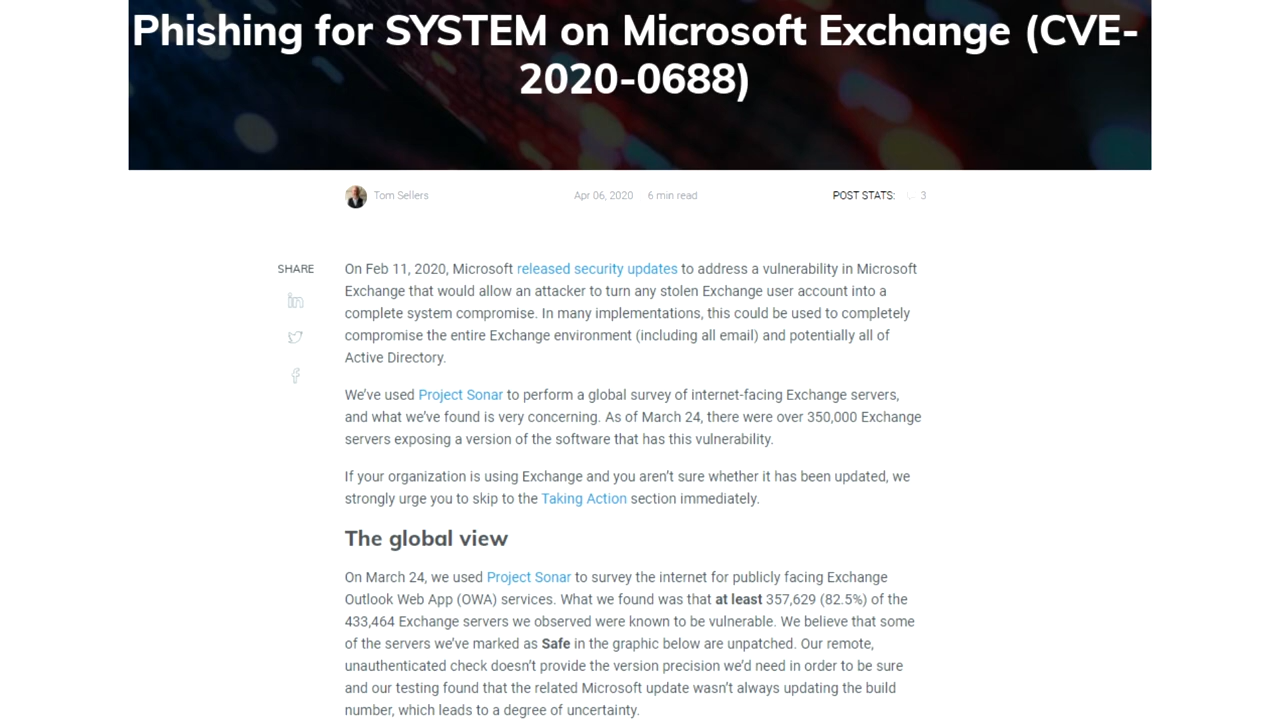 Phishing for SYSTEM on Microsoft Exchange (CVE-
2020-0688)
Tom Sellers
Apr 06, 2020
6 min read
POST STATS:
3
SHARE
On Feb 11, 2020, Microsoft released security updates to address a vulnerability in Microsoft
Exchange that would allow an attacker to turn any stolen Exchange user account into a
complete system compromise. In many implementations, this could be used to completely
compromise the entire Exchange environment (including all email) and potentially all of
Active Directory.
We’ve used Project Sonar to perform a global survey of internet-facing Exchange servers,
and what we’ve found is very concerning. As of March 24, there were over 350,000 Exchange
servers exposing a version of the software that has this vulnerability.
If your organization is using Exchange and you aren’t sure whether it has been updated, we
strongly urge you to skip to the Taking Action section immediately.
The global view
On March 24, we used Project Sonar to survey the internet for publicly facing Exchange
Outlook Web App (OWA) services. What we found was that at least 357,629 (82.5%) of the
433,464 Exchange servers we observed were known to be vulnerable. We believe that some
of the servers we’ve marked as Safe in the graphic below are unpatched. Our remote,
unauthenticated check doesn’t provide the version precision we’d need in order to be sure
and our testing found that the related Microsoft update wasn’t always updating the build
number, which leads to a degree of uncertainty.